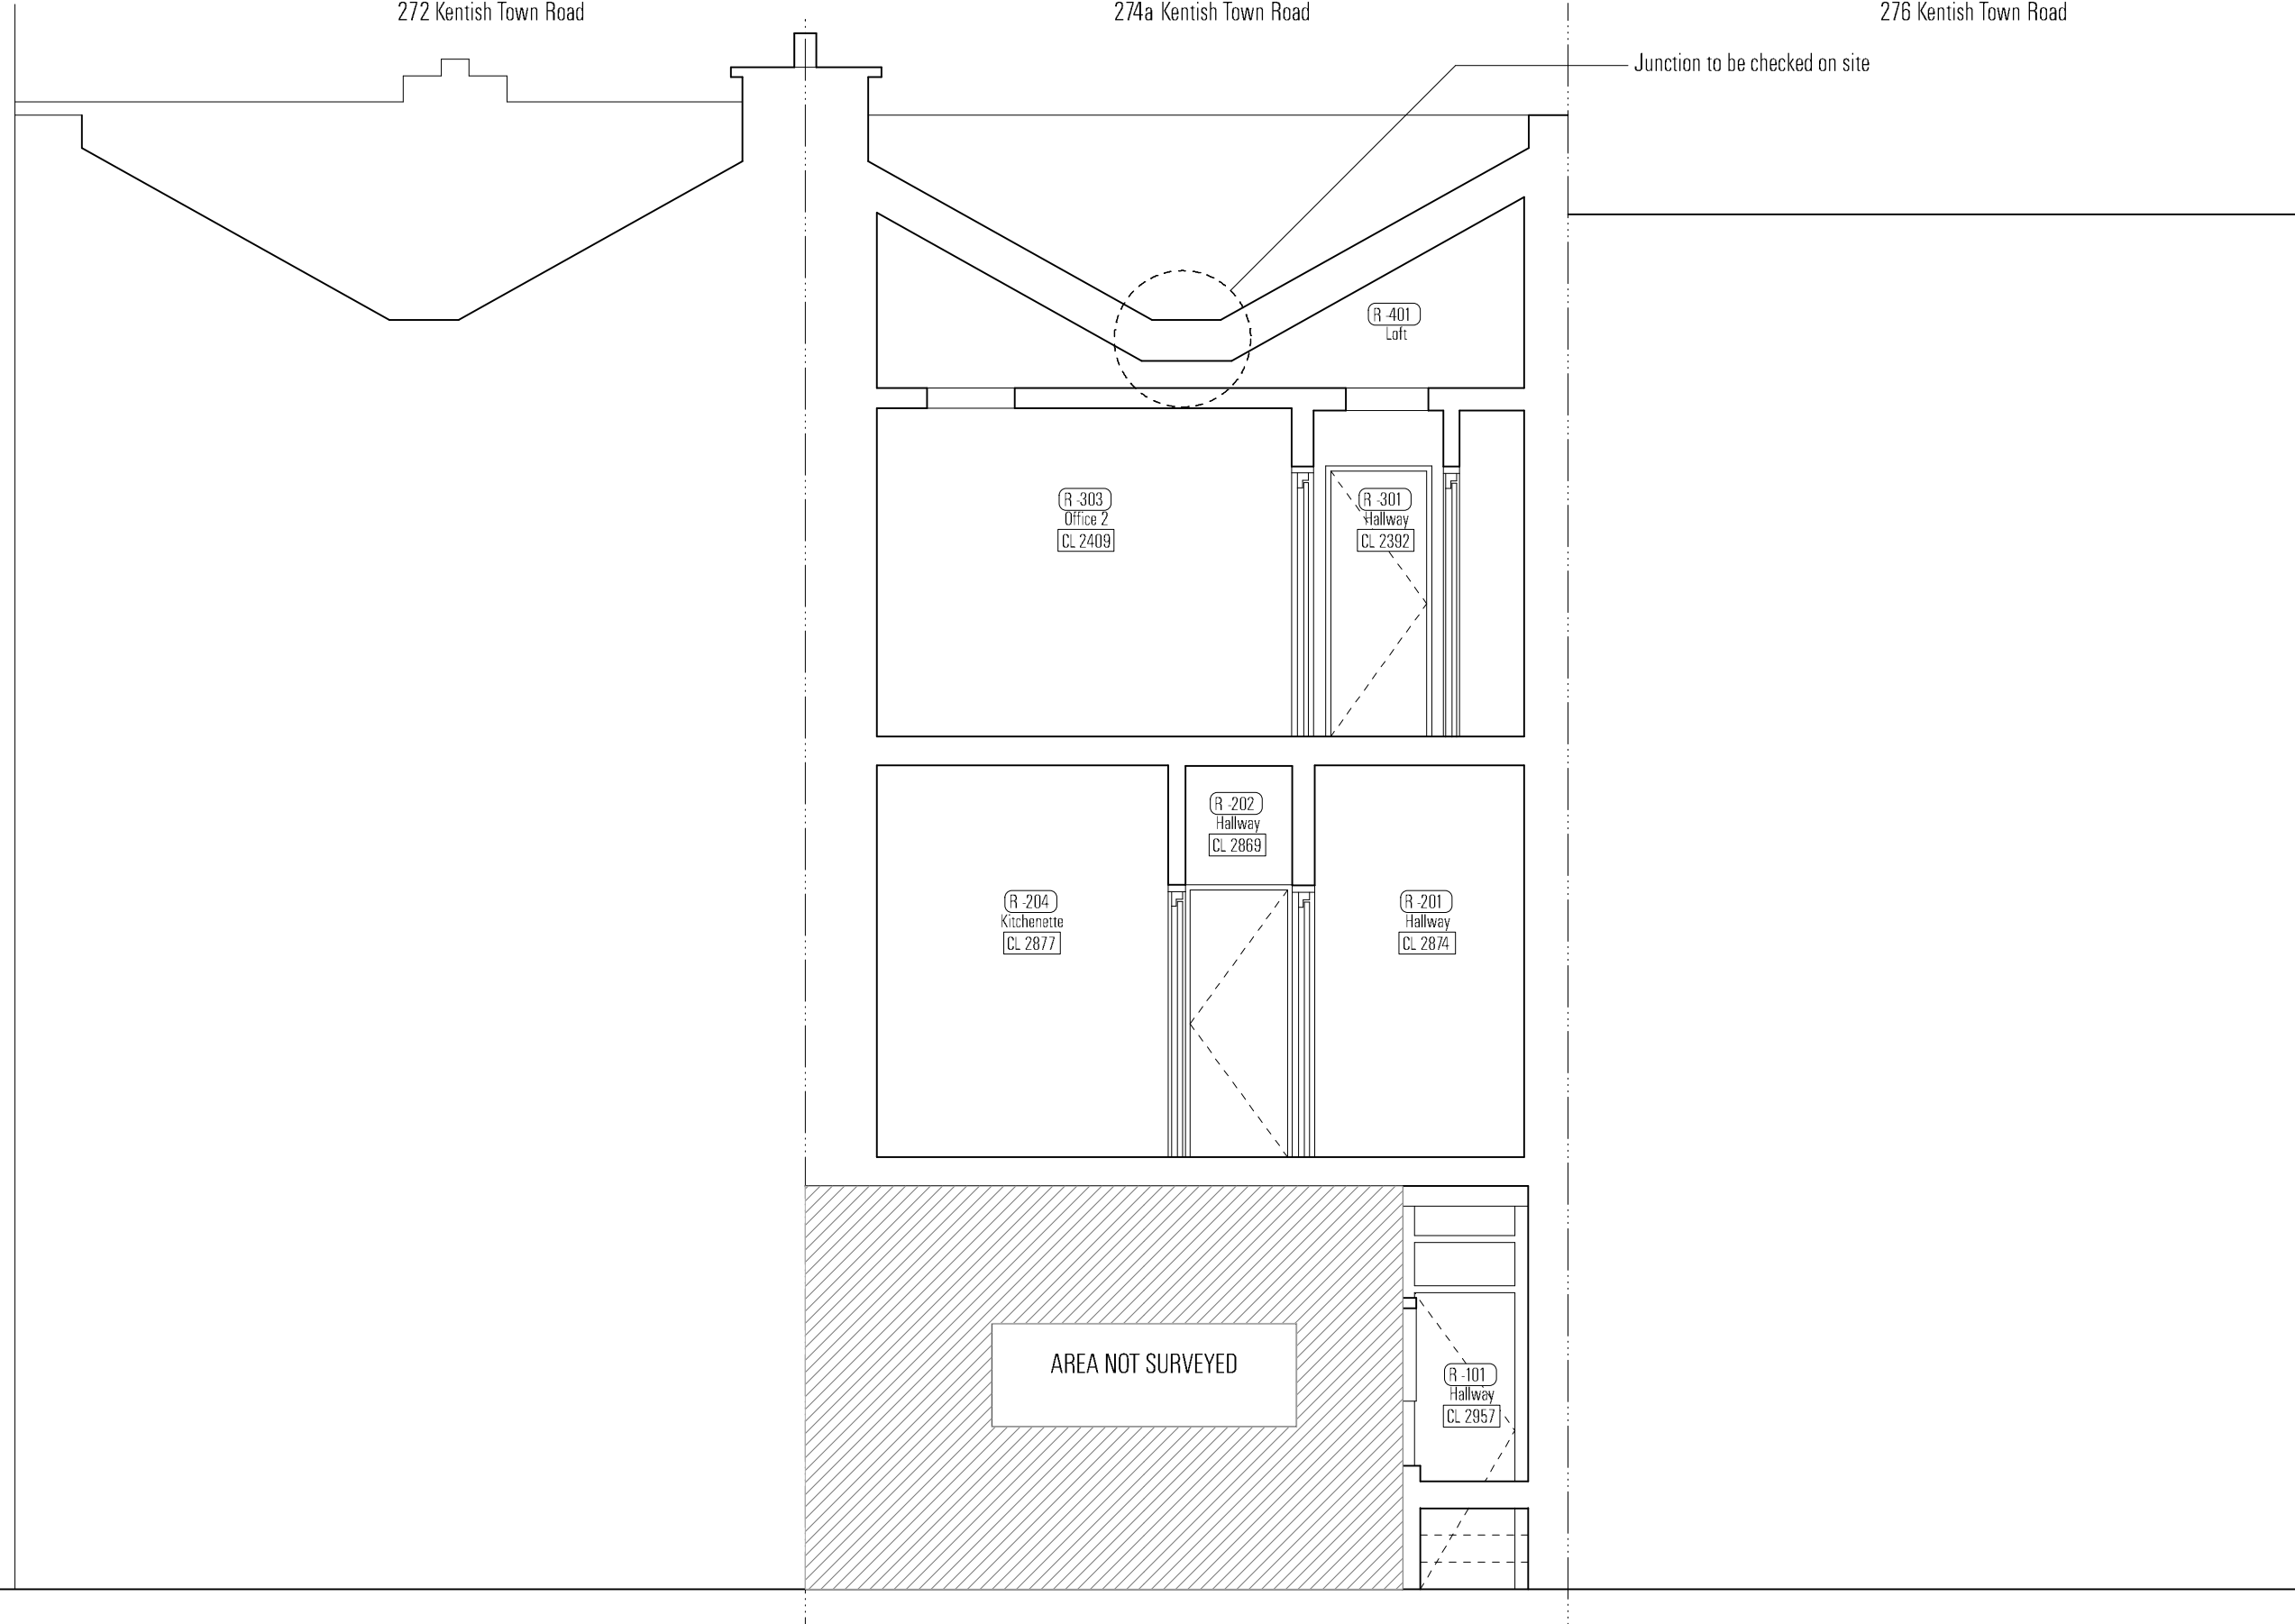 272 Kentish Town Road
274a Kentish Town Road
276 Kentish Town Road
Junction to be checked on site
R -401
Loft
R -303
Office 2
CL 2409
R -301
Hallway
CL 2392
R -202
Hallway
CL 2869
R -204
Kitchenette
CL 2877
R -201
Hallway
CL 2874
AREA NOT SURVEYED
R -101
Hallway
CL 2957